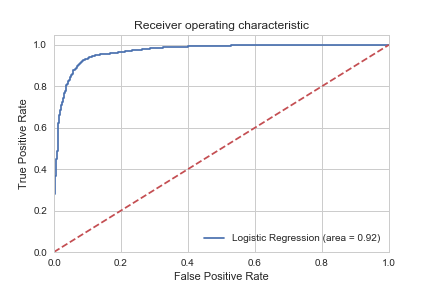 Receiver operating characteristic
True Positive Rate
1.0
0.8
0.6
0.4
0.2
0.0
Logistic Regression (area = 0.92)
0.0 0.2 0.4 0.6 0.8 1.0
False Positive Rate